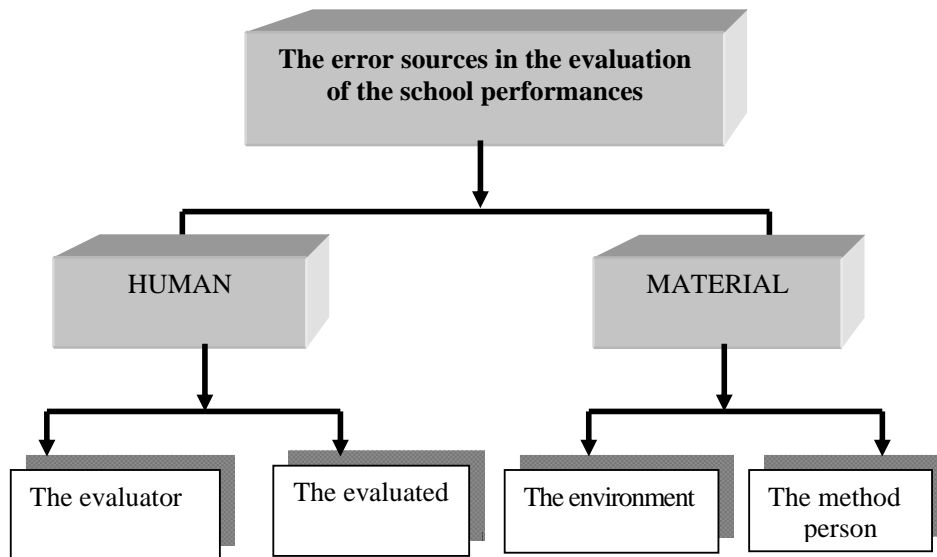 The error sources in the evaluation
of the school performances
HUMAN
MATERIAL
The evaluator
The evaluated
The environment
The method
person